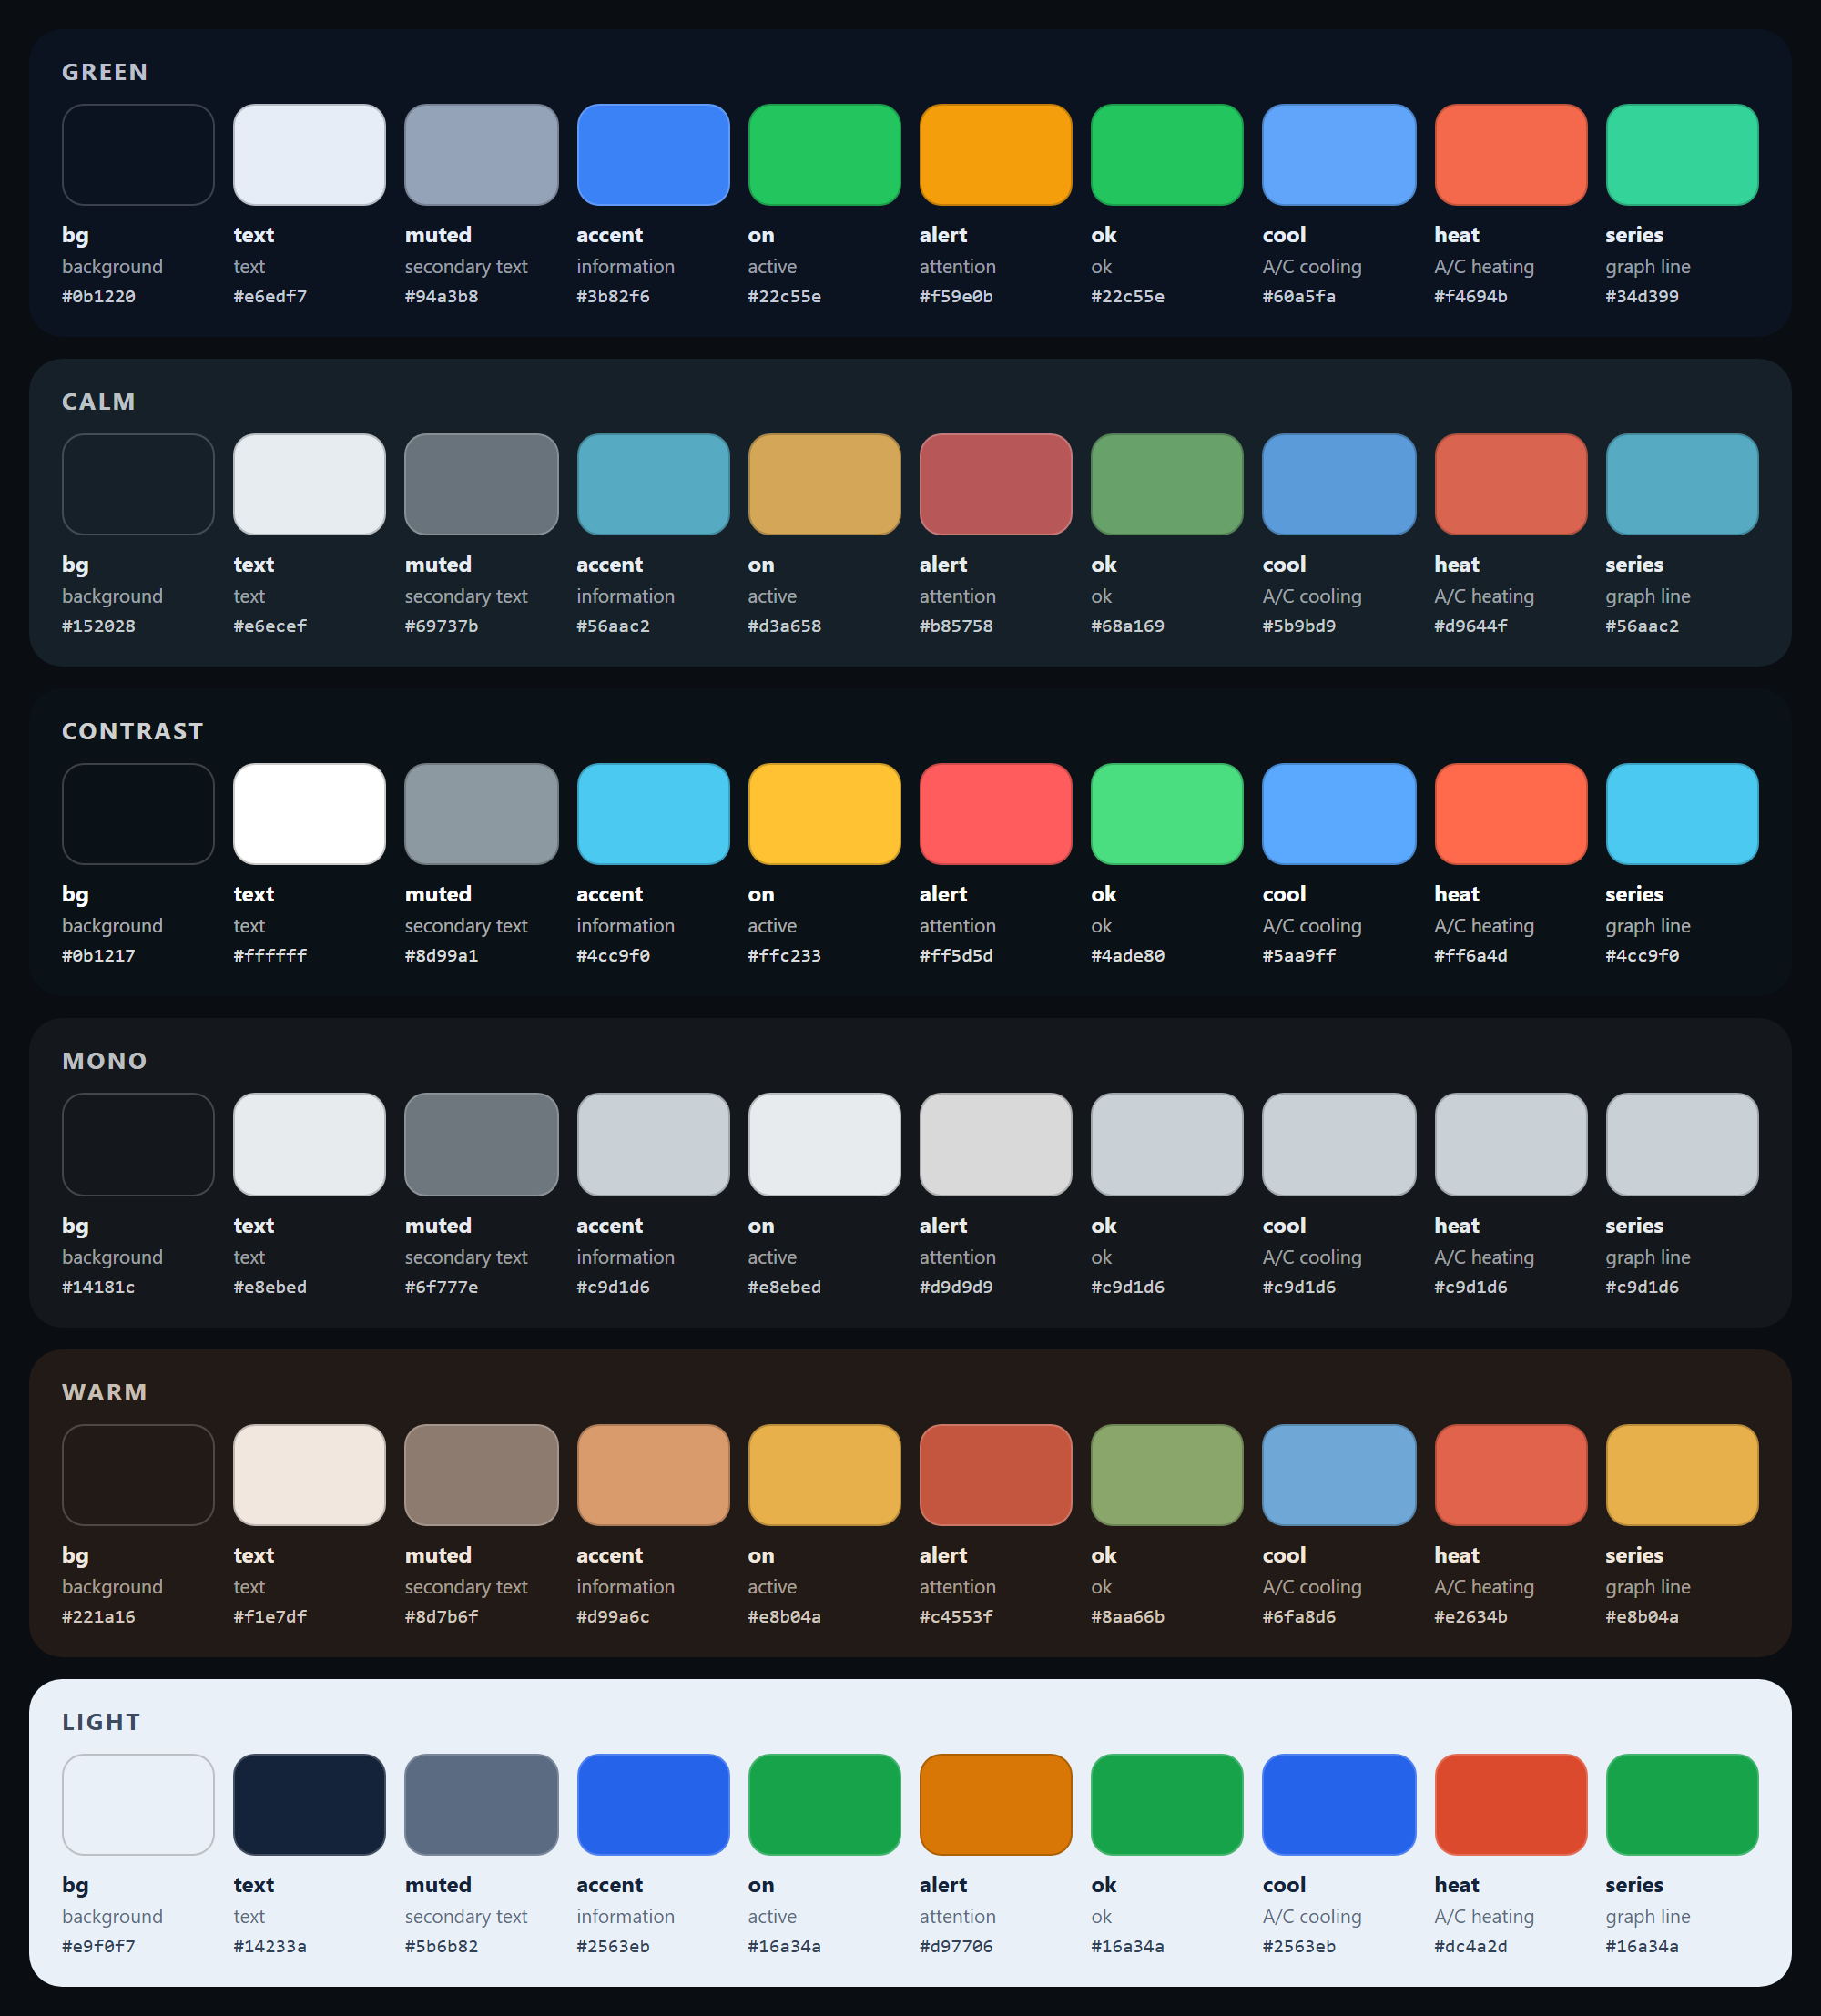 GREEN
bg text muted accent on alert ok cool heat series
background text secondary text information active attention ok A/C cooling A/C heating graph line
#0b1220 #e6edf7 #94a3b8 #3b82f6 #22c55e #f59e0b #22c55e #60a5fa #f4694b #34d399
CALM
bg text muted accent on alert ok cool heat series
background text secondary text information active attention ok A/C cooling A/C heating graph line
#152028 #e6ecef #69737b #56aac2 #d3a658 #b85758 #68a169 #5b9bd9 #d9644f #56aac2
CONTRAST
bg text muted accent on alert ok cool heat series
background text secondary text information active attention ok A/C cooling A/C heating graph line
#0b1217 #ffffff #8d99a1 #4cc9f0 #ffc233 #ff5d5d #4ade80 #5aa9ff #ff6a4d #4cc9f0
MONO
bg text muted accent on alert ok cool heat series
background text secondary text information active attention ok A/C cooling A/C heating graph line
#14181c #e8ebed #6f777e #c9d1d6 #e8ebed #d9d9d9 #c9d1d6 #c9d1d6 #c9d1d6 #c9d1d6
WARM
bg text muted accent on alert ok cool heat series
background text secondary text information active attention ok A/C cooling A/C heating graph line
#221a16 #f1e7df #8d7b6f #d99a6c #e8b04a #c4553f #8aa66b #6fa8d6 #e2634b #e8b04a
LIGHT
bg text muted accent on alert ok cool heat series
background text secondary text information active attention ok A/C cooling A/C heating graph line
#e9f0f7 #14233a #5b6b82 #2563eb #16a34a #d97706 #16a34a #2563eb #dc4a2d #16a34a